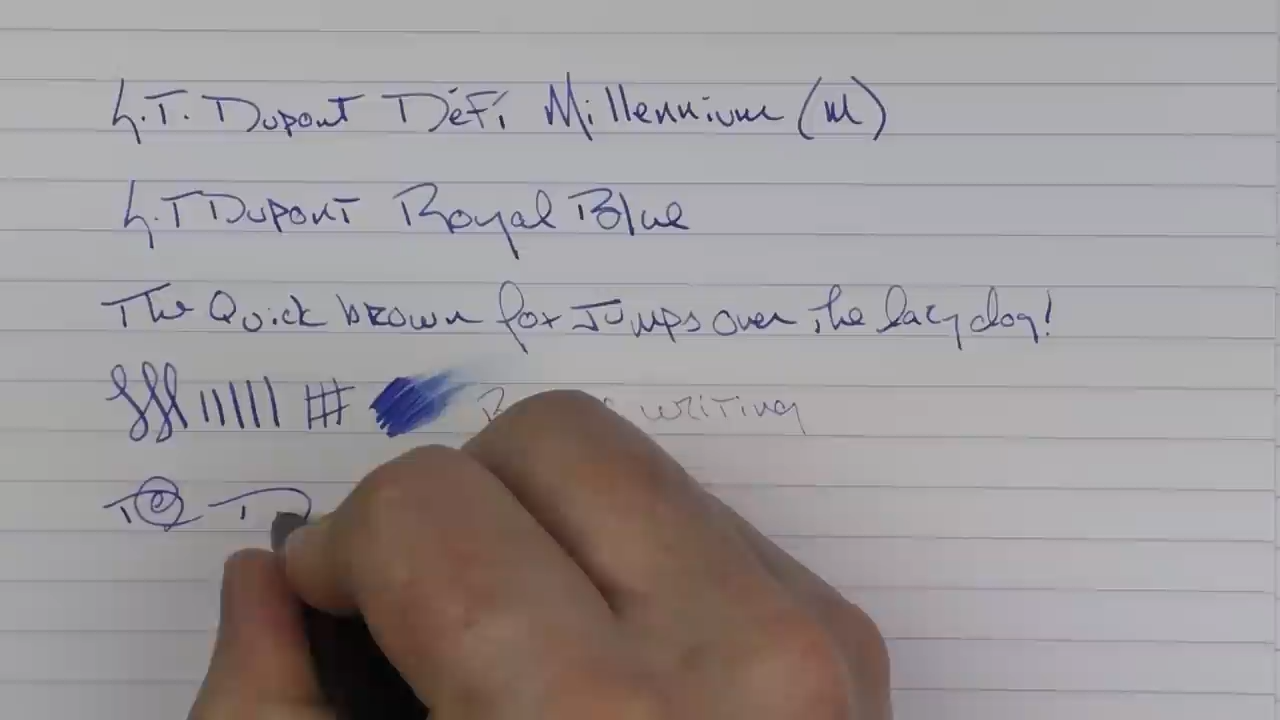 S.T. Dupont Défi Millennium (M)
S.T Dupont Royal Blue
The Quick brown fox Jumps over the lazy dog!
writing